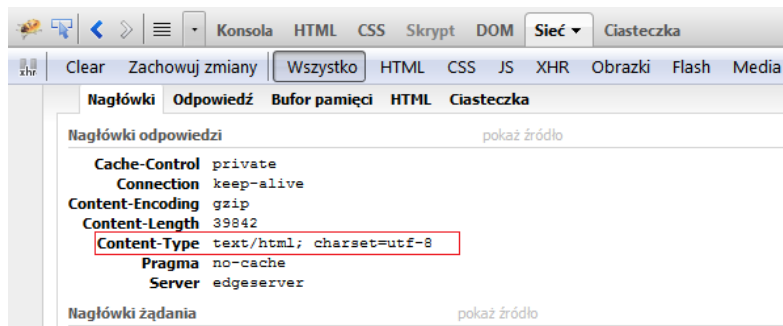 Konsola HTML CSS Skrypt DOM Sieć Ciasteczka
xhr Clear Zachowuj zmiany Wszystko HTML CSS JS XHR Obrazki Flash Media
Nagłówki Odpowiedź Bufor pamięci HTML Ciasteczka
Nagłówki odpowiedzi pokaż źródło
Cache-Control private
Connection keep-alive
Content-Encoding gzip
Content-Length 39842
Content-Type text/html; charset=utf-8
Pragma no-cache
Server edgeserver
Nagłówki żądania pokaż źródło